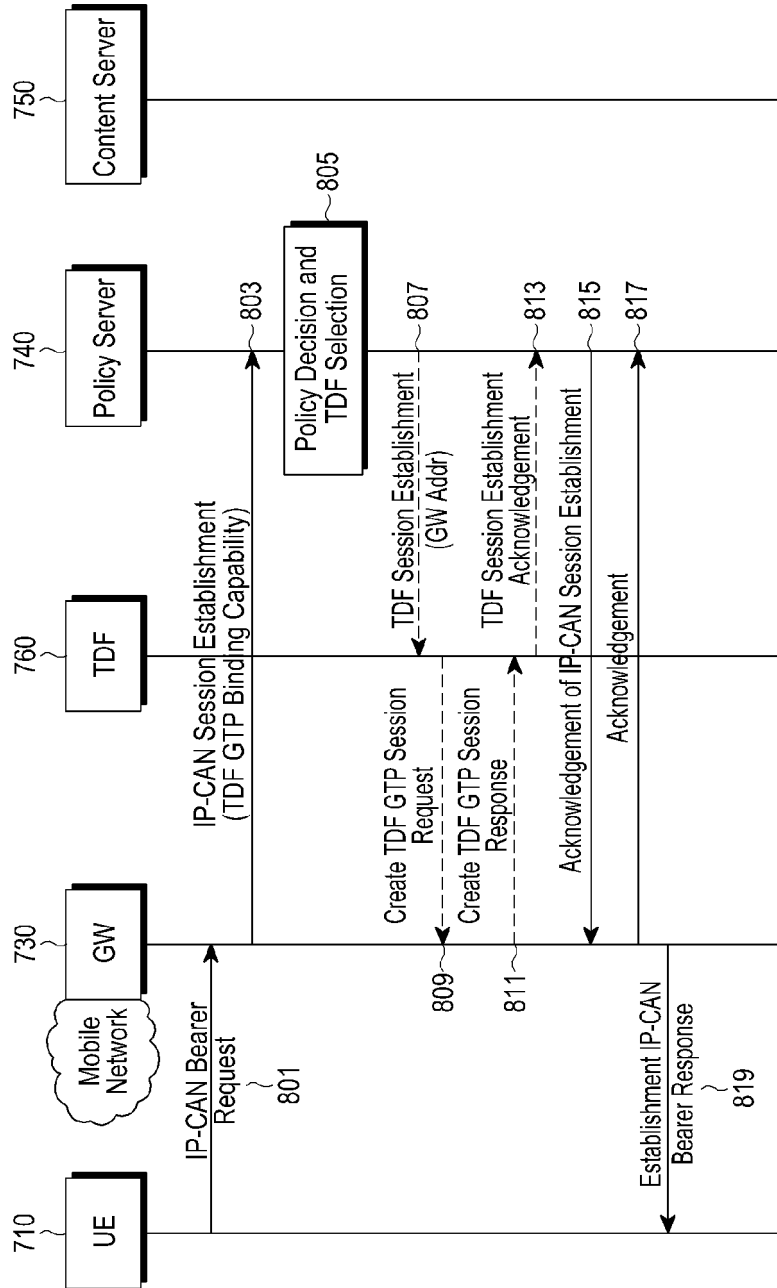 710
UE
Mobile
Network
730
GW
760
TDF
740
Policy Server
750
Content Server
IP-CAN Bearer
Request
801
IP-CAN Session Establishment
(TDF GTP Binding Capability)
803
Policy Decision and
TDF Selection
805
TDF Session Establishment
(GW Addr)
807
Create TDF GTP Session
Request
809
Create TDF GTP Session
Response
811
TDF Session Establishment
Acknowledgement
813
Acknowledgement of IP-CAN Session Establishment
815
Acknowledgement
817
Establishment IP-CAN
Bearer Response
819